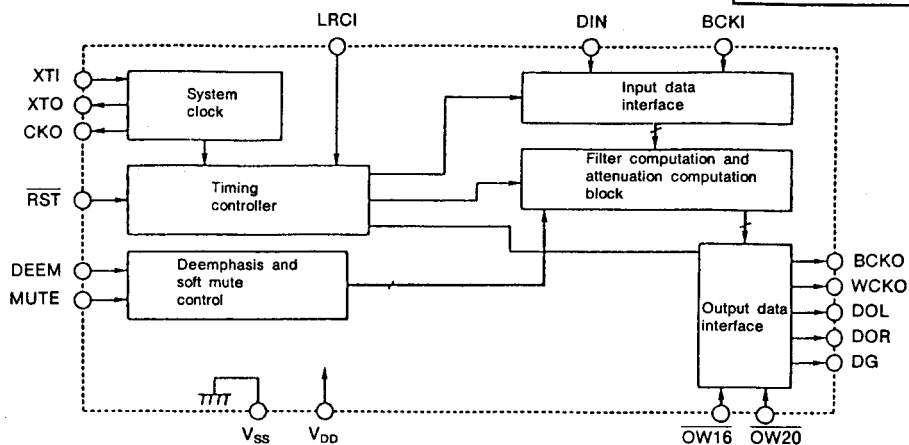 LRCI
DIN
BCKI
XTI
XTO
CKO
System
clock
Input data
interface
RST
Timing
controller
Filter computation and
attenuation computation
block
DEEM
MUTE
Deemphasis and
soft mute
control
Output data
interface
BCKO
WCKO
DOL
DOR
DG
VSS
VDD
OW16
OW20